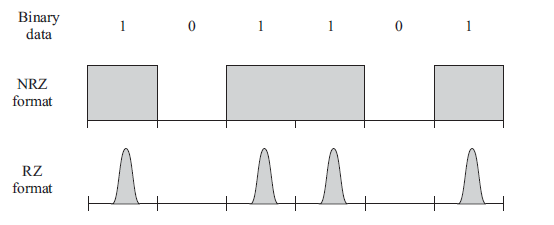 Binary
data
1 0 1 1 0 1
NRZ
format
RZ
format